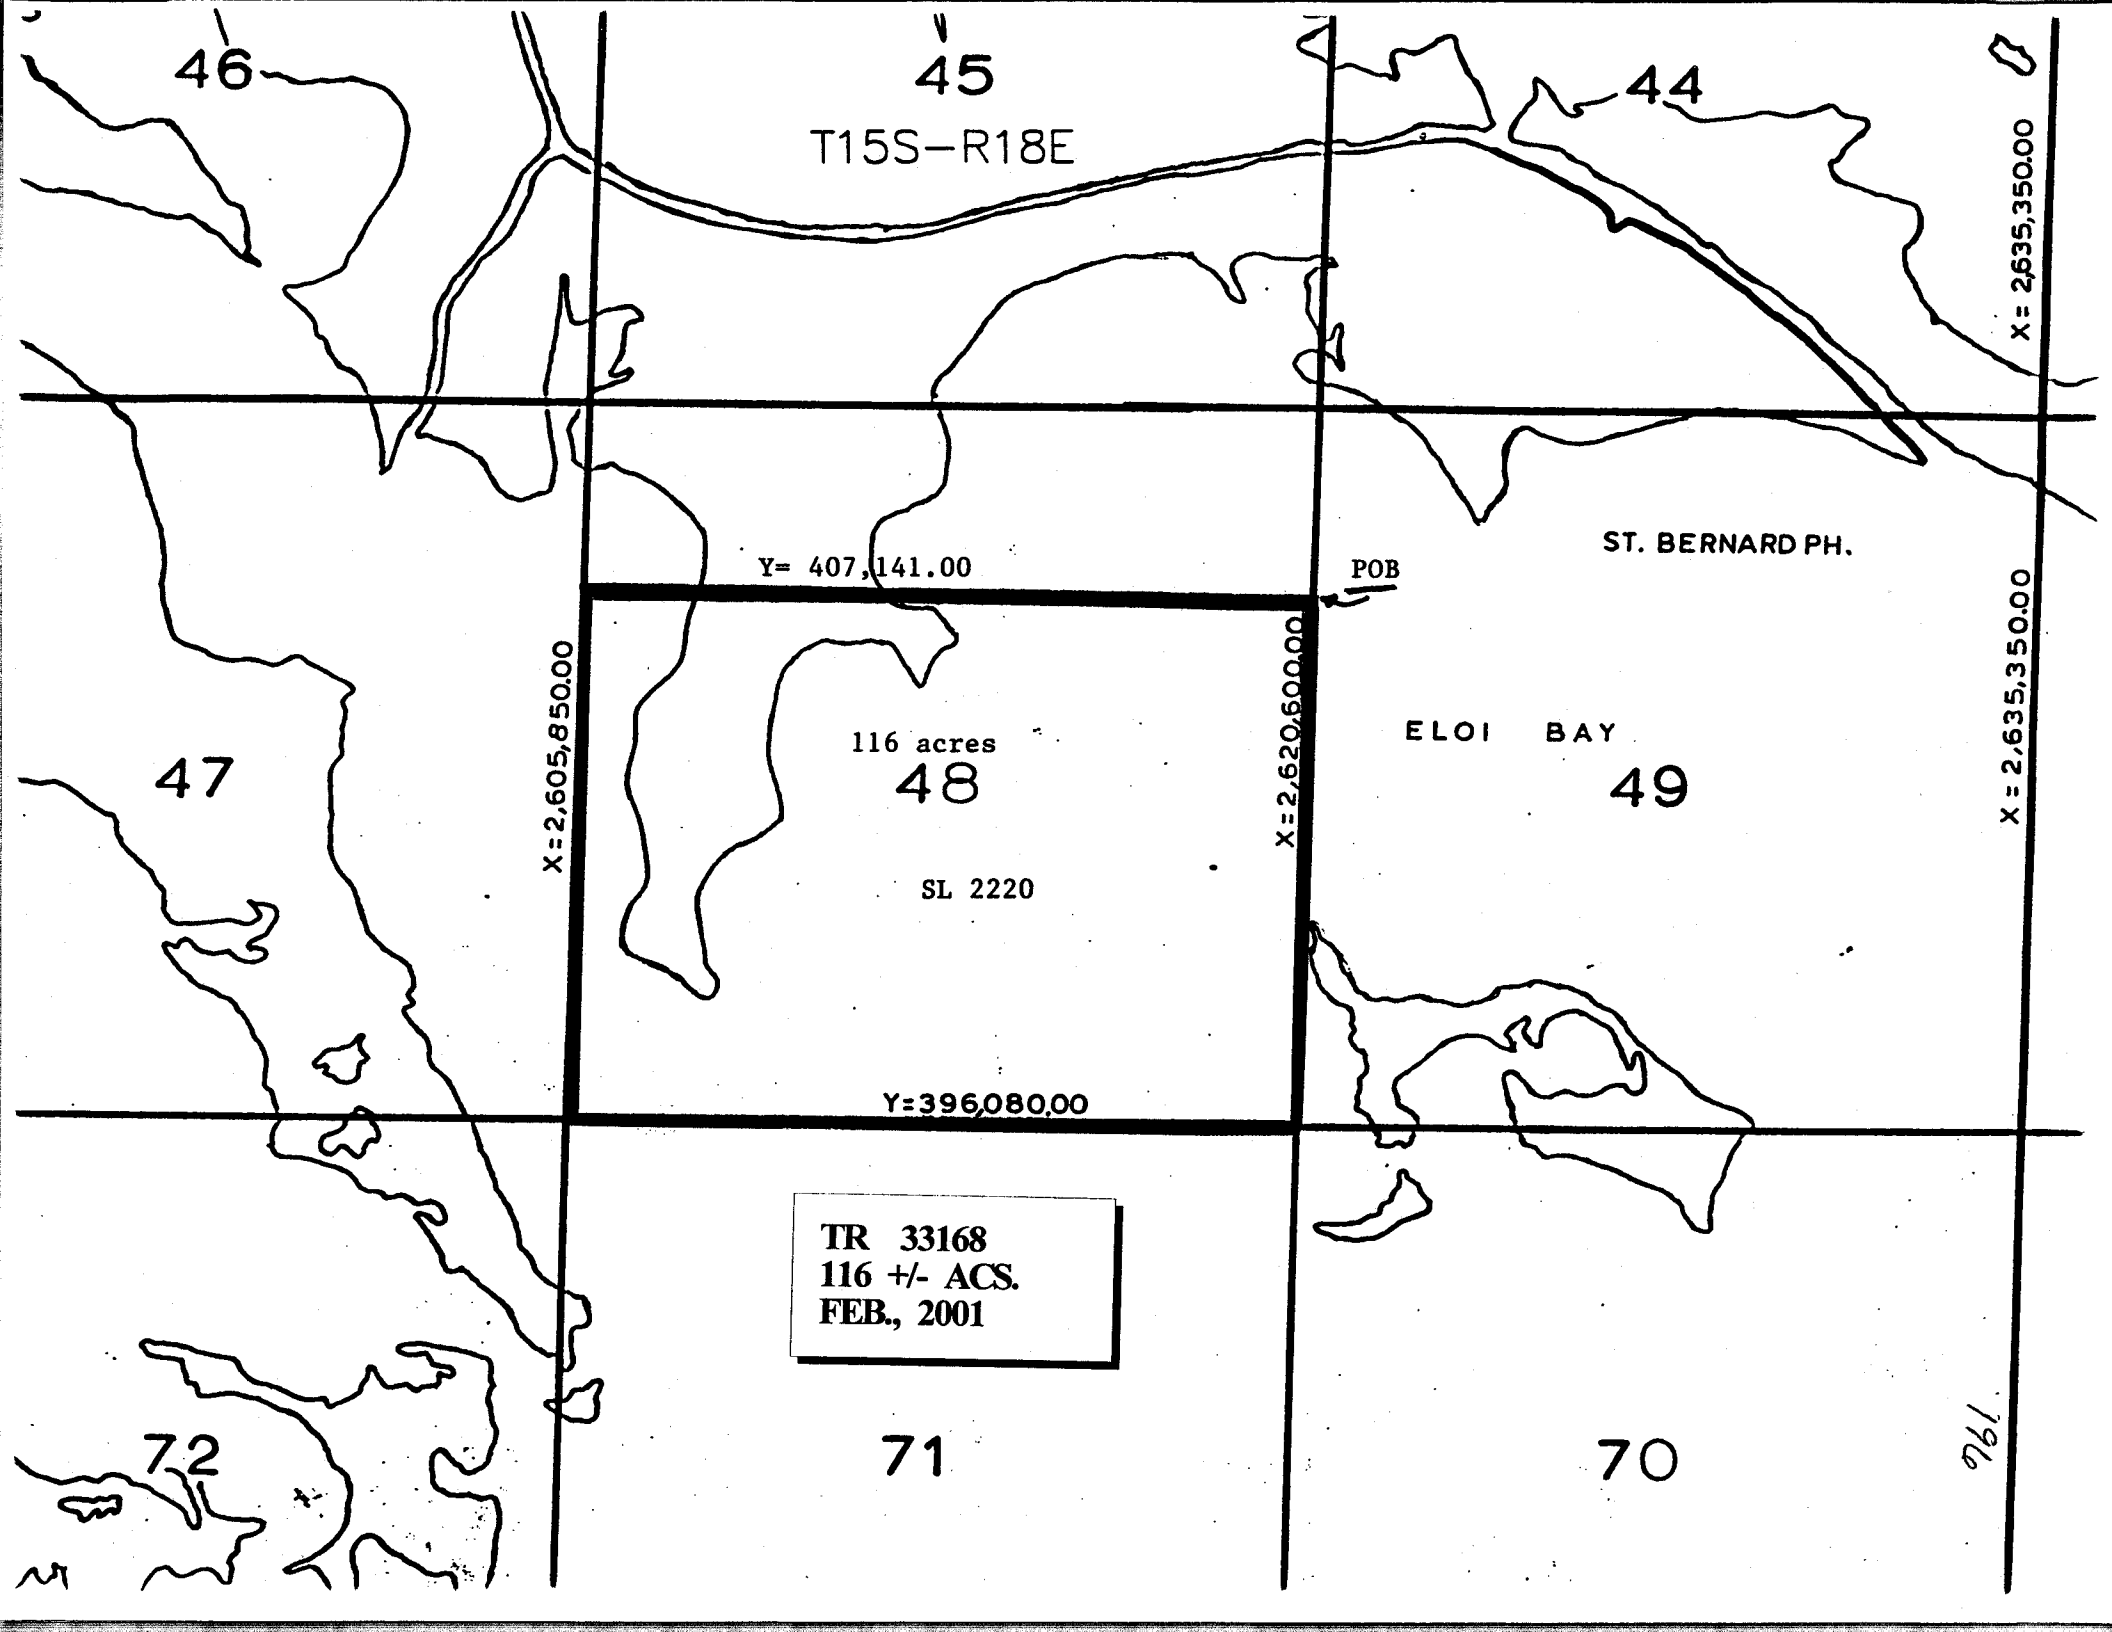 46
45
44
T15S-R18E
X= 2,635,350.00
ST. BERNARD PH.
Y= 407,141.00
POB
X=2,605,850.00
X=2,620,600.00
X=2,635,350.00
ELOI BAY
116 acres
47
48
49
SL 2220
Y=396,080.00
TR 33168
116 +/- ACS.
FEB., 2001
72
71
70
796